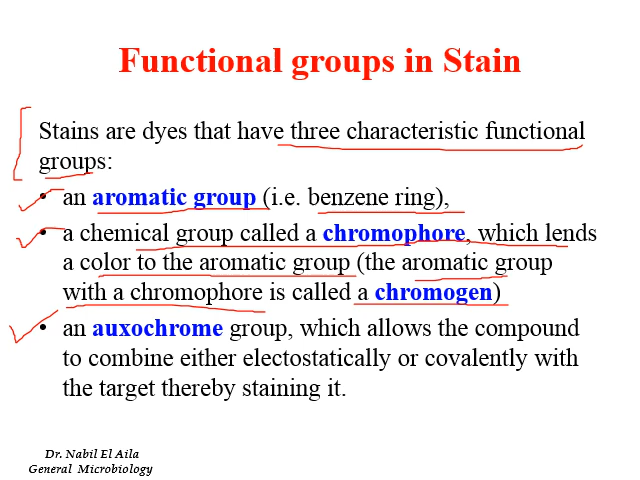 Functional groups in Stain
Stains are dyes that have three characteristic functional
groups:
• an aromatic group (i.e. benzene ring),
• a chemical group called a chromophore, which lends
a color to the aromatic group (the aromatic group
with a chromophore is called a chromogen)
• an auxochrome group, which allows the compound
to combine either electostatically or covalently with
the target thereby staining it.
Dr. Nabil El Aila
General Microbiology